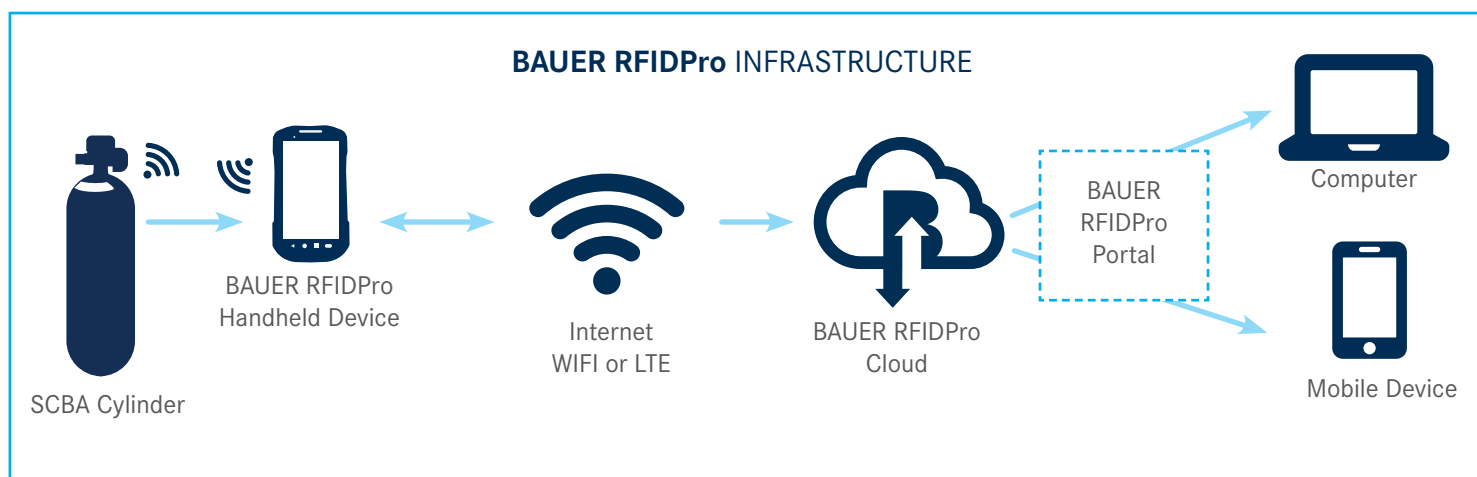 BAUER RFIDPro INFRASTRUCTURE
SCBA Cylinder
BAUER RFIDPro
Handheld Device
Internet
WIFI or LTE
B
BAUER RFIDPro
Cloud
BAUER
RFIDPro
Portal
Computer
Mobile Device